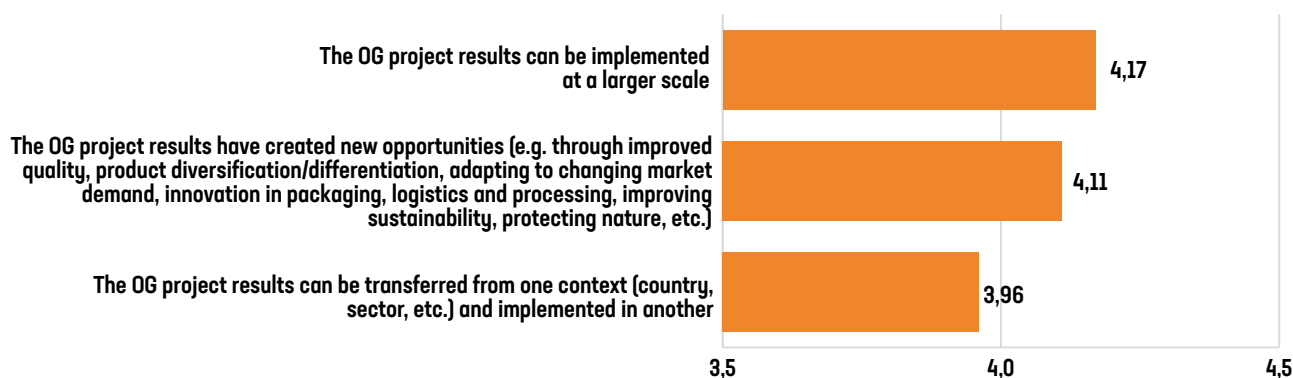 The OG project results can be implemented
at a larger scale
4,17
The OG project results have created new opportunities (e.g. through improved
quality, product diversification/differentiation, adapting to changing market
demand, innovation in packaging, logistics and processing, improving
sustainability, protecting nature, etc.)
4,11
The OG project results can be transferred from one context (country,
sector, etc.) and implemented in another
3,96
3,5
4,0
4,5